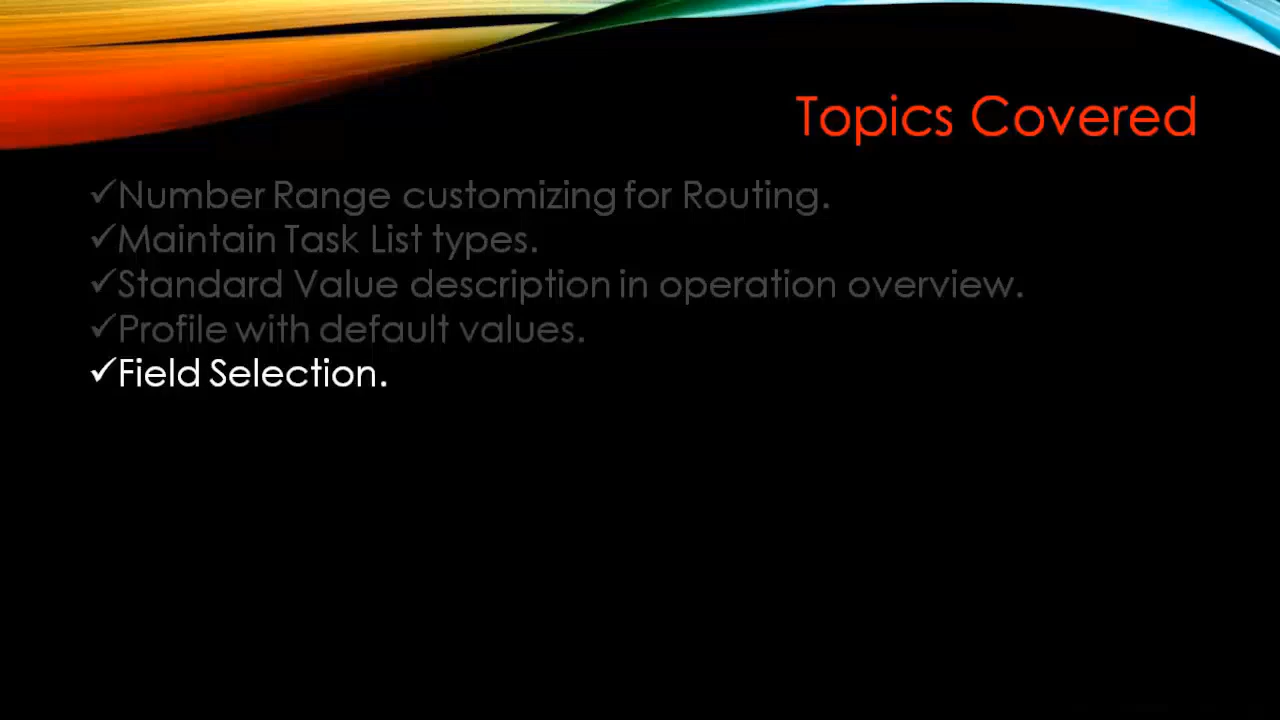 Topics Covered
✓Number Range customizing for Routing.
✓Maintain Task List types.
✓Standard Value description in operation overview.
✓Profile with default values.
✓Field Selection.